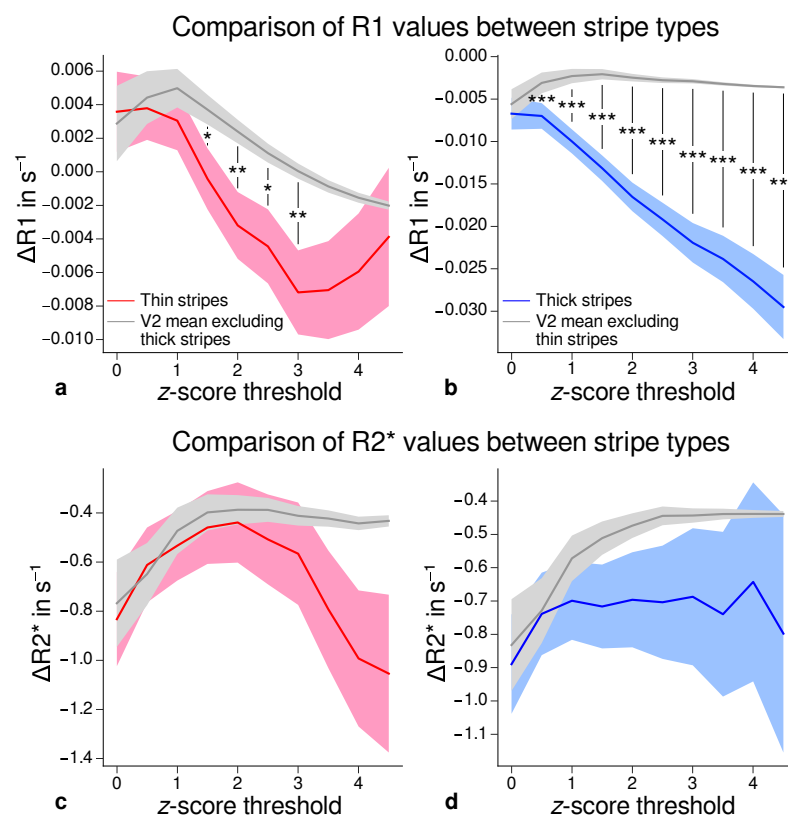 Comparison of R1 values between stripe types
0.006
0.004
0.002
0.000
−0.002
−0.004
−0.006
−0.008
−0.010
ΔR1 in s−1
*
**
*
**
Thin stripes
V2 mean excluding
thick stripes
0 1 2 3 4
a
z-score threshold
0.000
−0.005
−0.010
−0.015
−0.020
−0.025
−0.030
ΔR1 in s−1
***
***
***
***
***
***
***
***
**
Thick stripes
V2 mean excluding
thin stripes
0 1 2 3 4
b
z-score threshold
Comparison of R2* values between stripe types
−0.4
−0.6
−0.8
−1.0
−1.2
−1.4
ΔR2* in s−1
0 1 2 3 4
c
z-score threshold
−0.4
−0.5
−0.6
−0.7
−0.8
−0.9
−1.0
−1.1
ΔR2* in s−1
0 1 2 3 4
d
z-score threshold